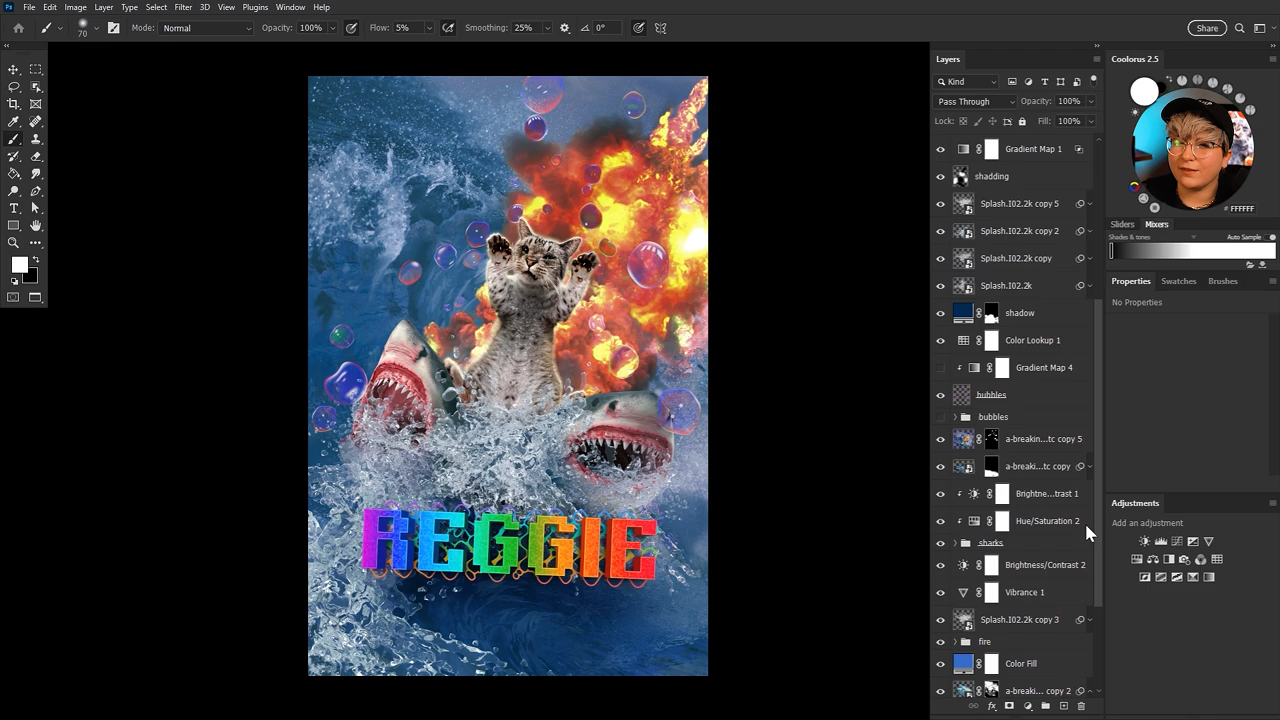 Ps File Edit Image Layer Type Select Filter 3D View Plugins Window Help
70 Mode: Normal Opacity: 100% Flow: 5% Smoothing: 25% 0° Share
Layers
Kind
Pass Through Opacity: 100%
Lock: Fill: 100%
Gradient Map 1
shadding
Splash.I02.2k copy 5
Splash.I02.2k copy 2
Splash.I02.2k copy
Splash.I02.2k
shadow
Color Lookup 1
Gradient Map 4
bubbles
bubbles
a-breakin...tc copy 5
a-breaki...tc copy
Brightne...trast 1
Hue/Saturation 2
sharks
Brightness/Contrast 2
Vibrance 1
Splash.I02.2k copy 3
fire
Color Fill
a-breaki... copy 2
Coolorus 2.5
# FFFFFF
Sliders Mixers
Shades & tones Auto Sample
Properties Swatches Brushes
No Properties
Adjustments
Add an adjustment
REGGIE